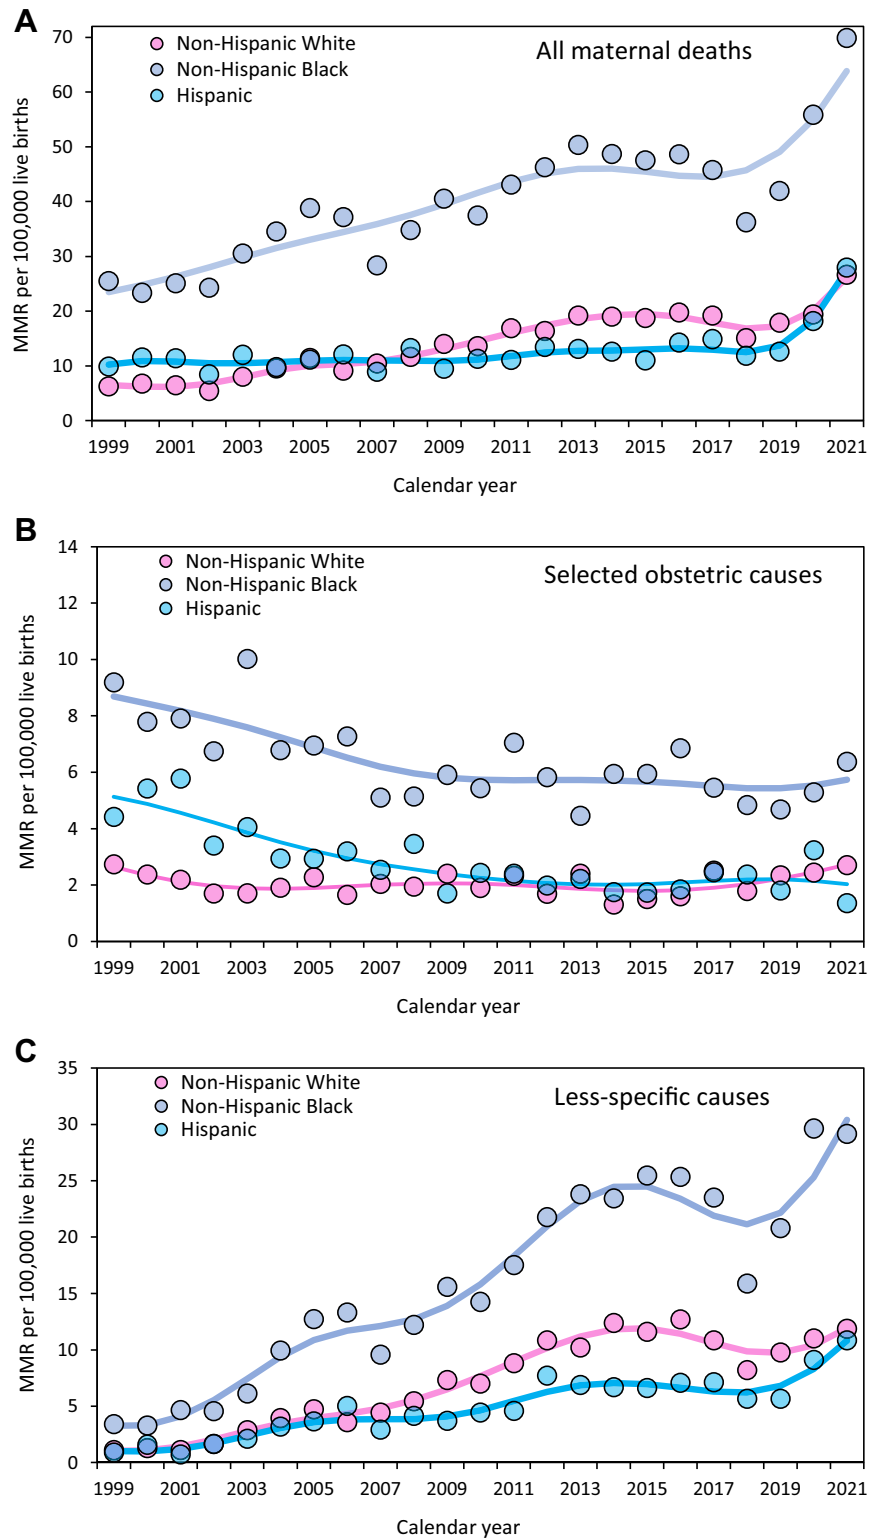 A
All maternal deaths
Non-Hispanic White
Non-Hispanic Black
Hispanic
MMR per 100,000 live births
70
60
50
40
30
20
10
0
1999 2001 2003 2005 2007 2009 2011 2013 2015 2017 2019 2021
Calendar year
B
Selected obstetric causes
Non-Hispanic White
Non-Hispanic Black
Hispanic
MMR per 100,000 live births
14
12
10
8
6
4
2
0
1999 2001 2003 2005 2007 2009 2011 2013 2015 2017 2019 2021
Calendar year
C
Less-specific causes
Non-Hispanic White
Non-Hispanic Black
Hispanic
MMR per 100,000 live births
35
30
25
20
15
10
5
0
1999 2001 2003 2005 2007 2009 2011 2013 2015 2017 2019 2021
Calendar year